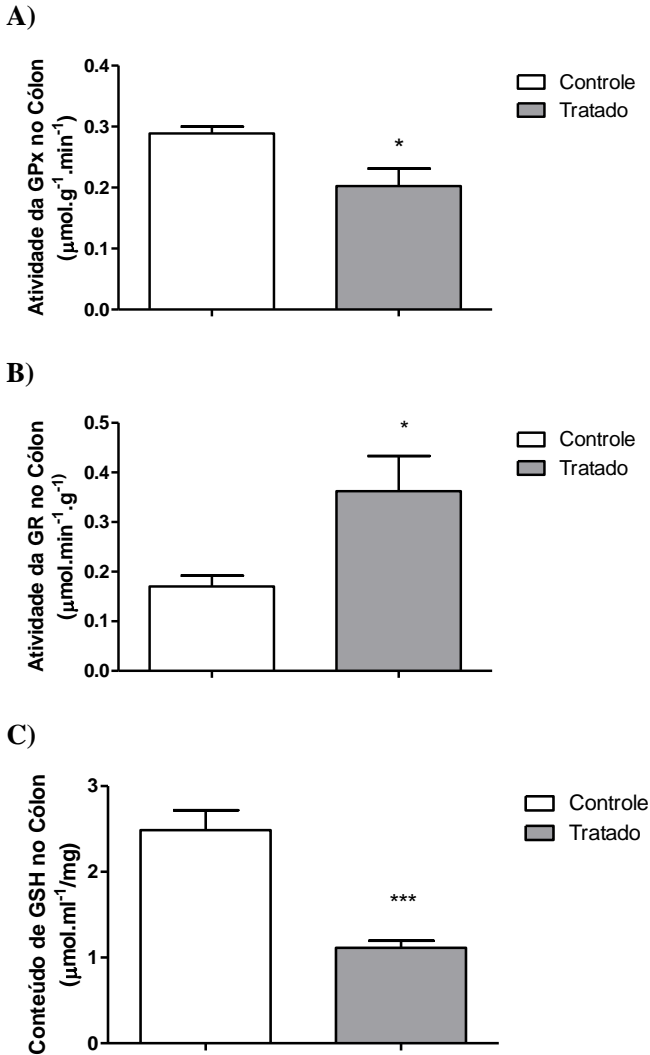 A)
Atividade da GPx no Cólon
(μmol.g⁻¹.min⁻¹)
0.4
0.3
0.2
0.1
0.0
*
Controle
Tratado
B)
Atividade da GR no Cólon
(μmol.min⁻¹.g⁻¹)
0.5
0.4
0.3
0.2
0.1
0.0
*
Controle
Tratado
C)
Conteúdo de GSH no Cólon
(μmol.ml⁻¹/mg)
3
2
1
0
***
Controle
Tratado